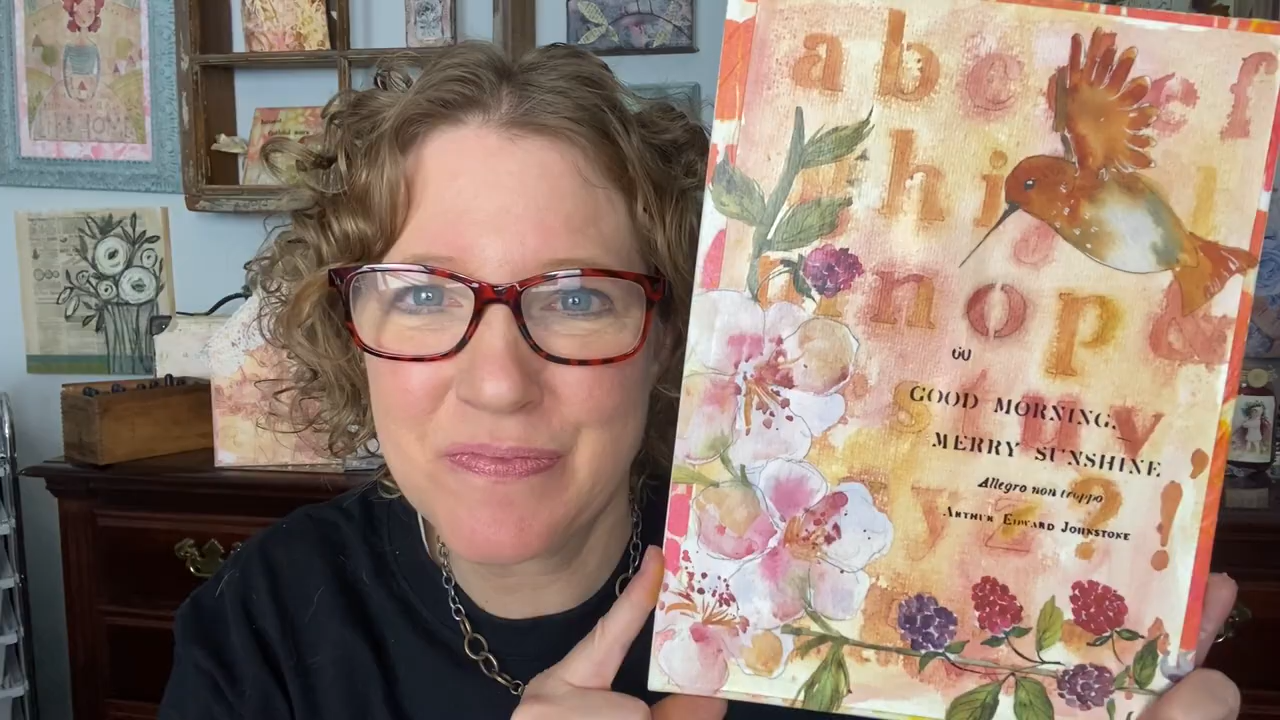 a b c e f
h i l
n o p &
GOOD MORNING,
s t u v
MERRY SUNSHINE
Allegro non troppo
y z ? !
ARTHUR EDWARD JOHNSTONE